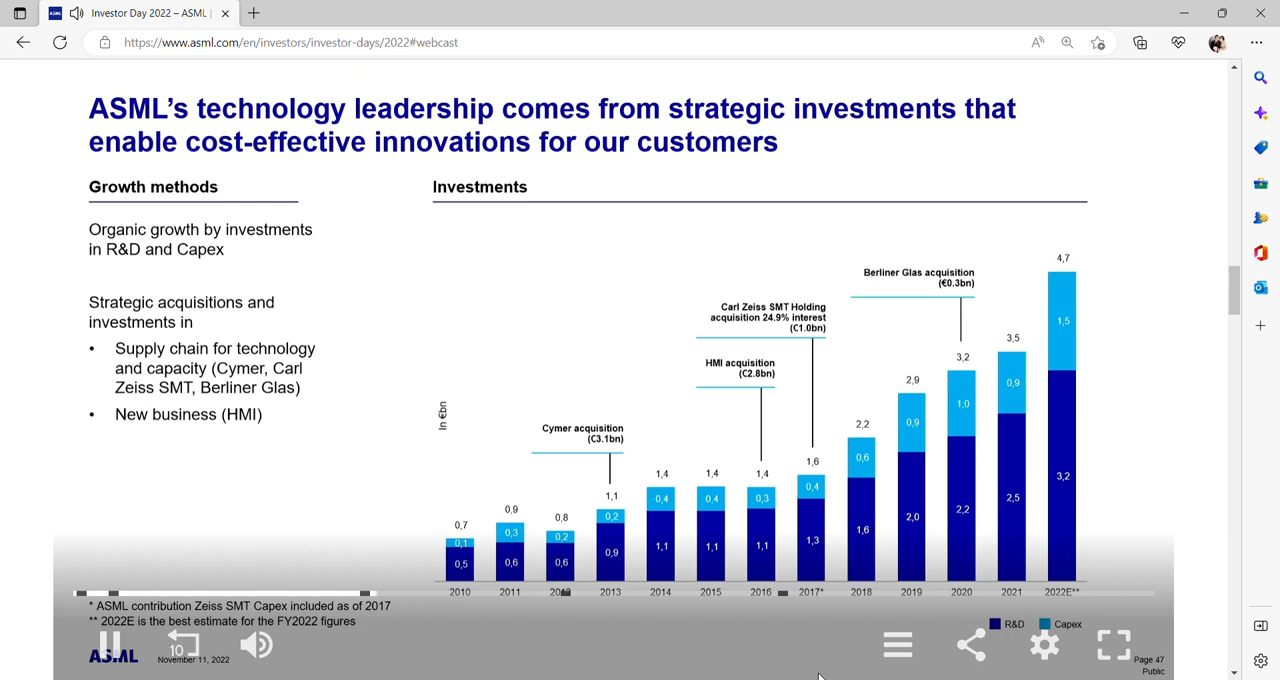 Investor Day 2022 – ASML |
https://www.asml.com/en/investors/investor-days/2022#webcast
ASML's technology leadership comes from strategic investments that
enable cost-effective innovations for our customers
Growth methods
Organic growth by investments
in R&D and Capex
Strategic acquisitions and
investments in
• Supply chain for technology
and capacity (Cymer, Carl
Zeiss SMT, Berliner Glas)
• New business (HMI)
Investments
In €bn
Cymer acquisition
(€3.1bn)
HMI acquisition
(€2.8bn)
Carl Zeiss SMT Holding
acquisition 24.9% interest
(€1.0bn)
Berliner Glas acquisition
(€0.3bn)
0,7 0,9 0,8 1,1 1,4 1,4 1,4 1,6 2,2 2,9 3,2 3,5 4,7
0,1 0,3 0,2 0,2 0,4 0,4 0,3 0,4 0,6 0,9 1,0 0,9 1,5
0,5 0,6 0,6 0,9 1,1 1,1 1,1 1,3 1,6 2,0 2,2 2,5 3,2
2010 2011 2012 2013 2014 2015 2016 2017* 2018 2019 2020 2021 2022E**
R&D Capex
* ASML contribution Zeiss SMT Capex included as of 2017
** 2022E is the best estimate for the FY2022 figures
10
ASML
November 11, 2022
Page 47
Public